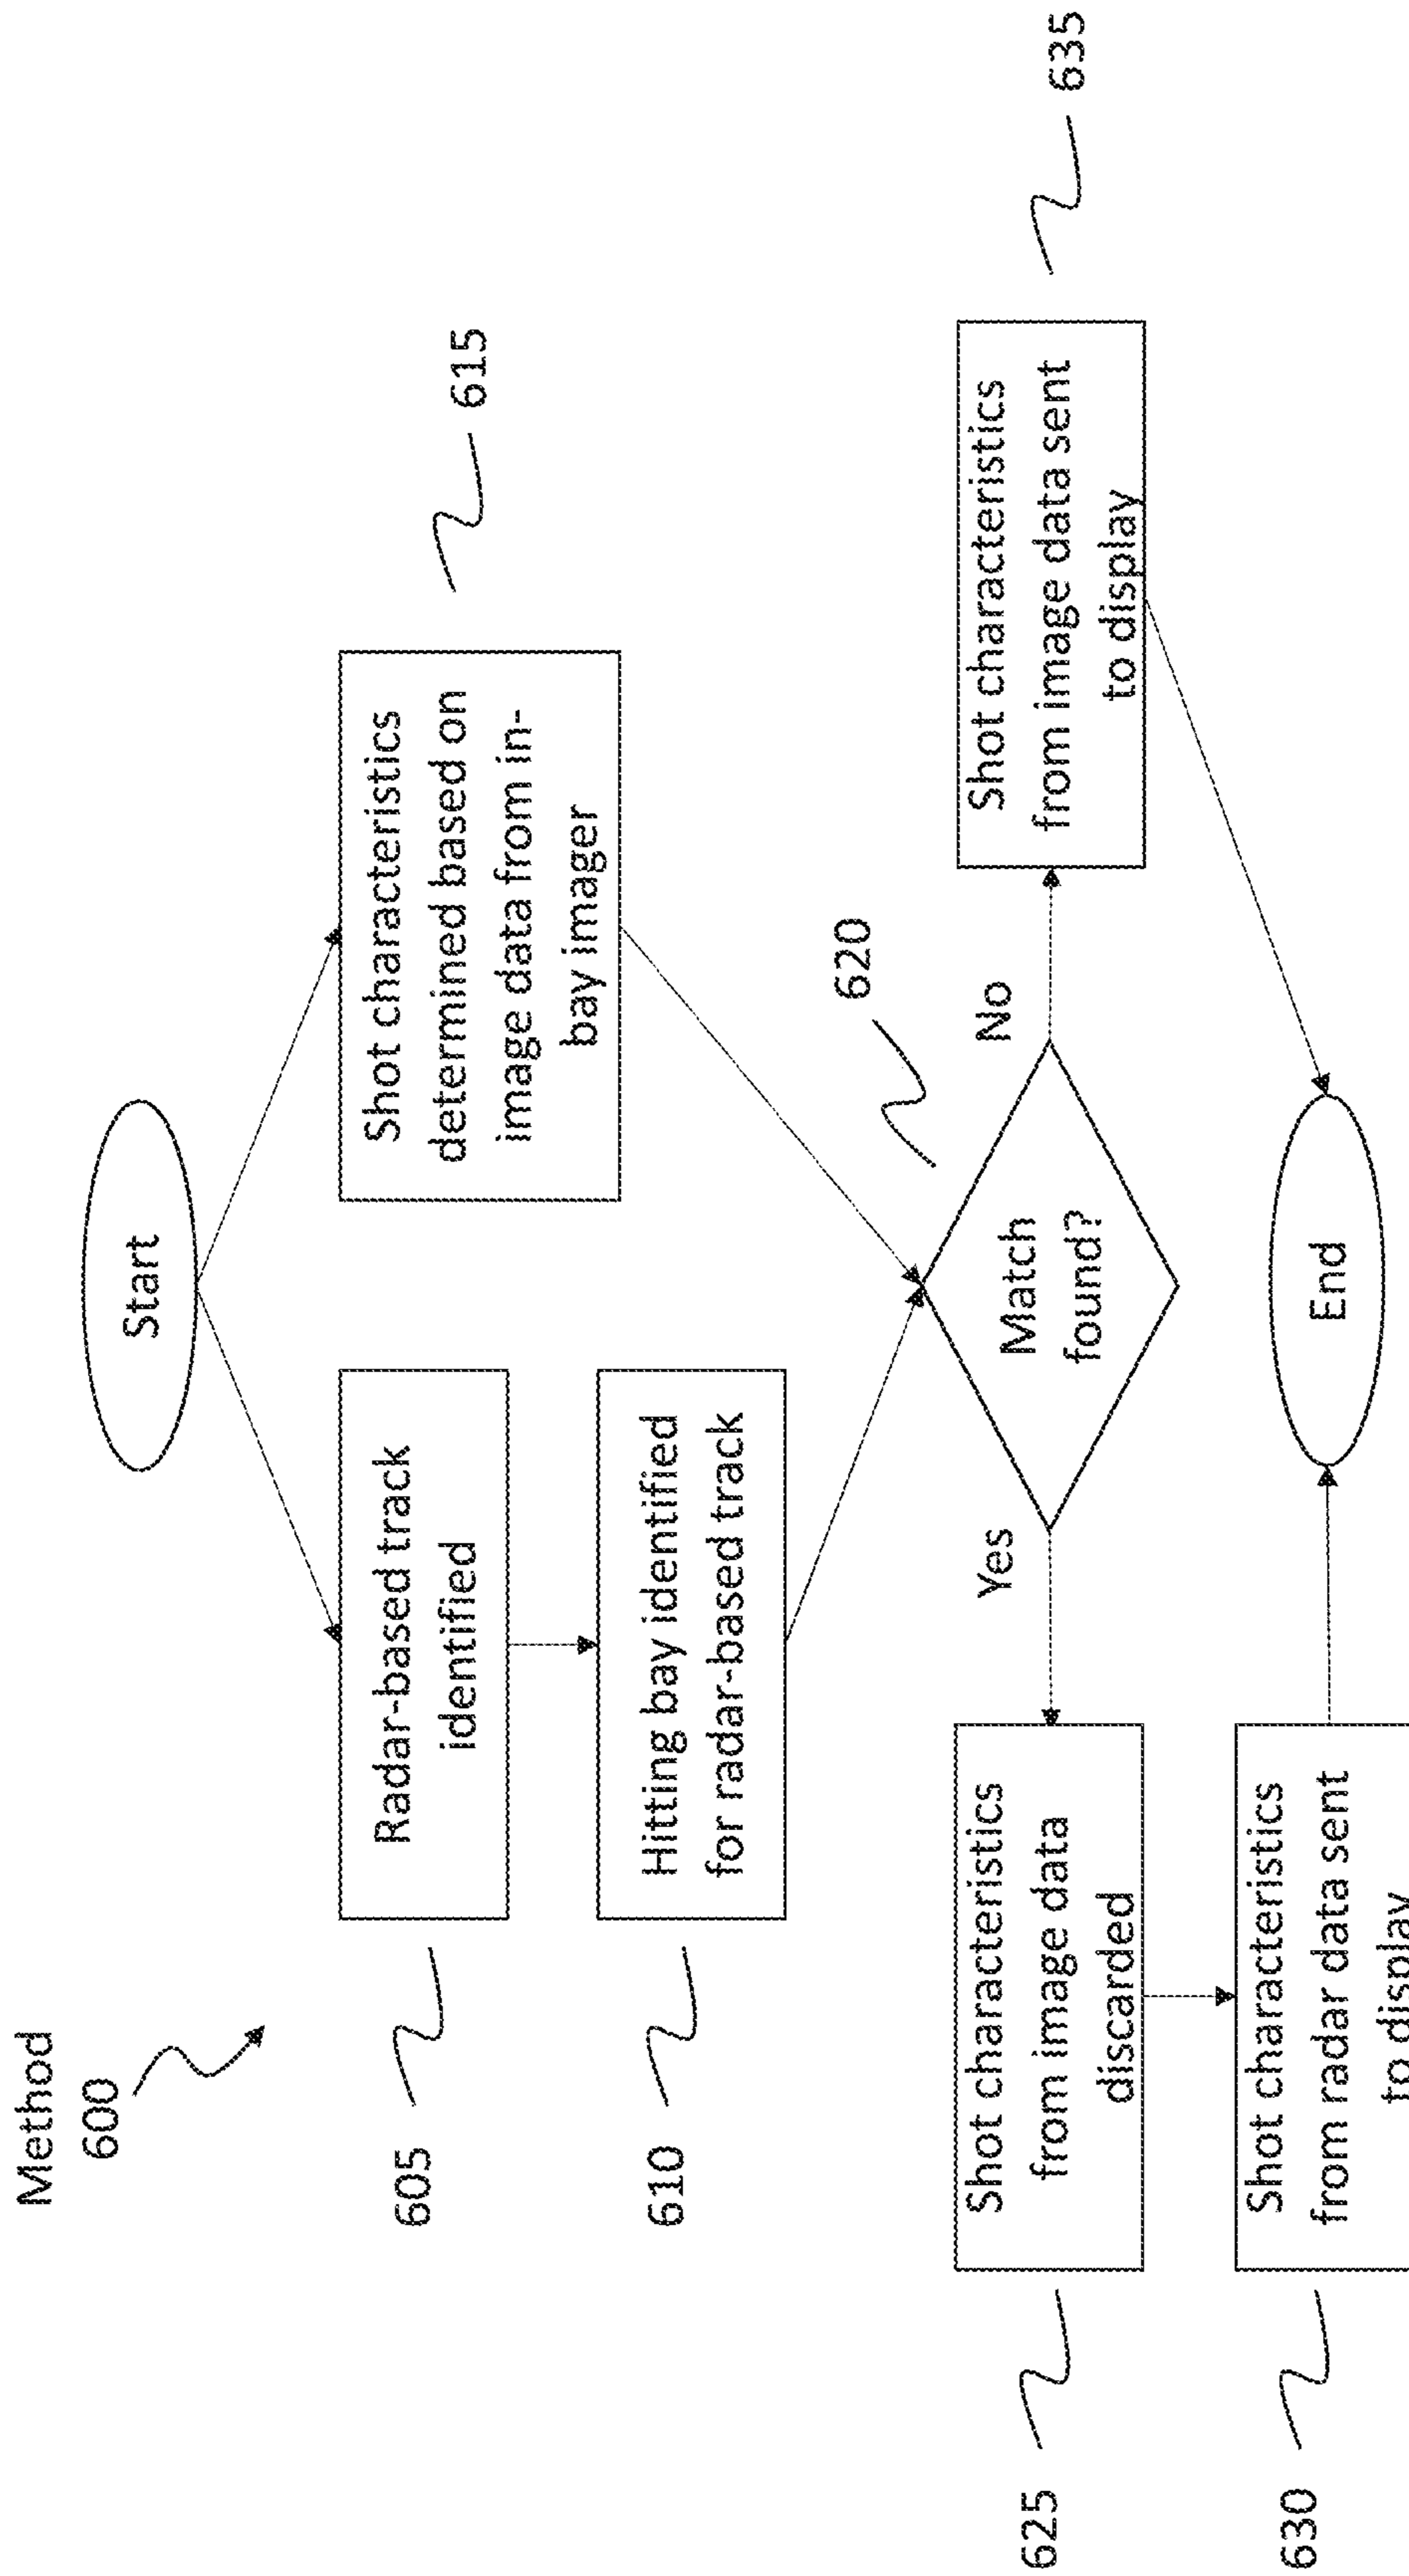 Method
600
Start
605
Radar-based track
identified
Shot characteristics
determined based on
image data from in-
bay imager
615
610
Hitting bay identified
for radar-based track
620
Match
found?
Yes
No
625
Shot characteristics
from image data
discarded
Shot characteristics
from image data sent
to display
635
630
Shot characteristics
from radar data sent
to display
End